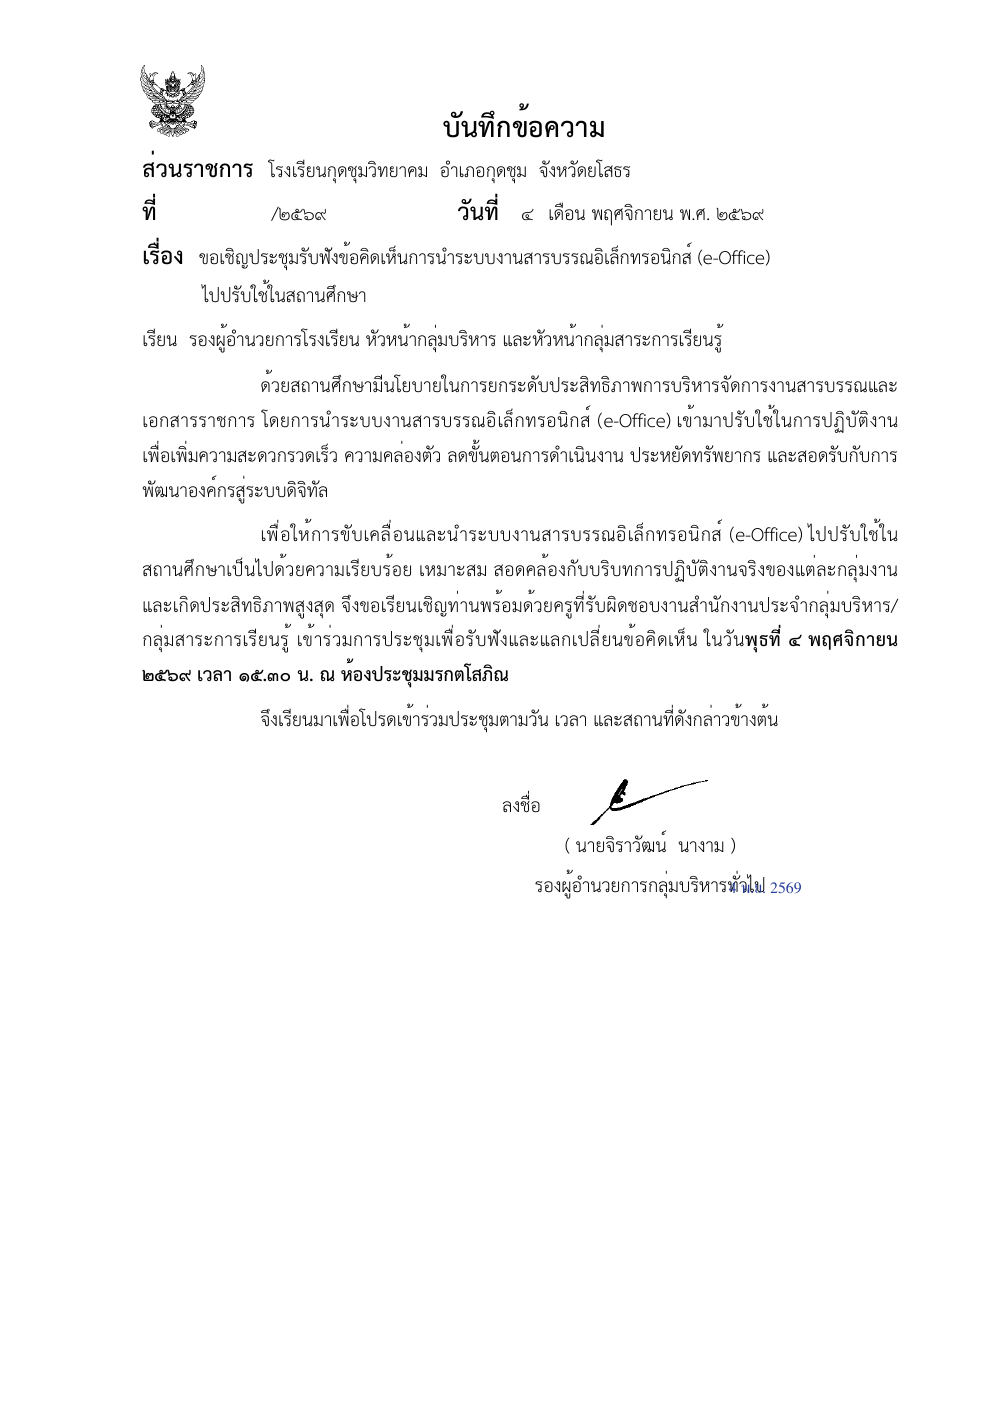 บันทึกข้อความ
ส่วนราชการ โรงเรียนกุดชุมวิทยาคม อำเภอกุดชุม จังหวัดยโสธร
ที่ /๒๕๖๙ วันที่ ๔ เดือน พฤศจิกายน พ.ศ. ๒๕๖๙
เรื่อง ขอเชิญประชุมรับฟังข้อคิดเห็นการนำระบบงานสารบรรณอิเล็กทรอนิกส์ (e-Office)
ไปปรับใช้ในสถานศึกษา
เรียน รองผู้อำนวยการโรงเรียน หัวหน้ากลุ่มบริหาร และหัวหน้ากลุ่มสาระการเรียนรู้
ด้วยสถานศึกษามีนโยบายในการยกระดับประสิทธิภาพการบริหารจัดการงานสารบรรณและ
เอกสารราชการ โดยการนำระบบงานสารบรรณอิเล็กทรอนิกส์ (e-Office) เข้ามาปรับใช้ในการปฏิบัติงาน
เพื่อเพิ่มความสะดวกรวดเร็ว ความคล่องตัว ลดขั้นตอนการดำเนินงาน ประหยัดทรัพยากร และสอดรับกับการ
พัฒนาองค์กรสู่ระบบดิจิทัล
เพื่อให้การขับเคลื่อนและนำระบบงานสารบรรณอิเล็กทรอนิกส์ (e-Office) ไปปรับใช้ใน
สถานศึกษาเป็นไปด้วยความเรียบร้อย เหมาะสม สอดคล้องกับบริบทการปฏิบัติงานจริงของแต่ละกลุ่มงาน
และเกิดประสิทธิภาพสูงสุด จึงขอเรียนเชิญท่านพร้อมด้วยครูที่รับผิดชอบงานสำนักงานประจำกลุ่มบริหาร/
กลุ่มสาระการเรียนรู้ เข้าร่วมการประชุมเพื่อรับฟังและแลกเปลี่ยนข้อคิดเห็น ในวันพุธที่ ๔ พฤศจิกายน
๒๕๖๙ เวลา ๑๕.๓๐ น. ณ ห้องประชุมมรกตโสภิณ
จึงเรียนมาเพื่อโปรดเข้าร่วมประชุมตามวัน เวลา และสถานที่ดังกล่าวข้างต้น
ลงชื่อ
( นายจิราวัฒน์ นางาม )
รองผู้อำนวยการกลุ่มบริหารทั่วไป 2569